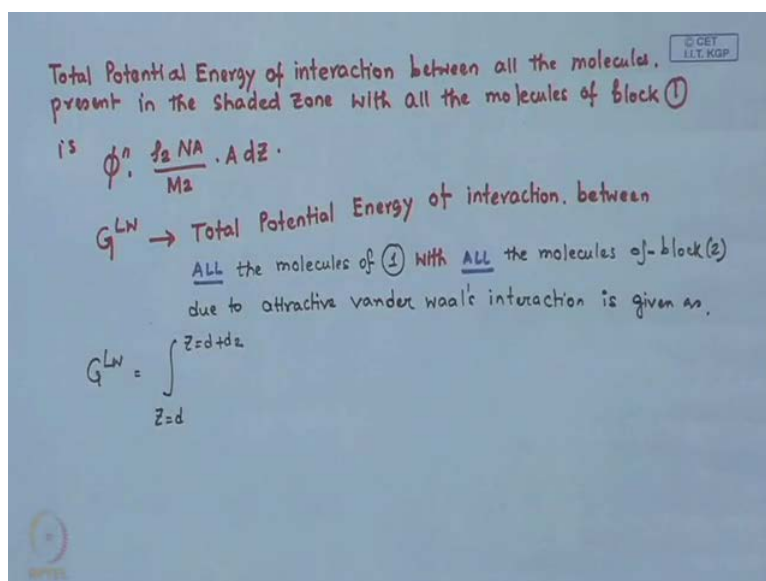 © CET
I.I.T. KGP
Total Potential Energy of interaction between all the molecules.
present in the shaded zone with all the molecules of block ①
is ϕ". ρ2 NA / M2 . A dz.
G^LW → Total Potential Energy of interaction. between
ALL the molecules of ① with ALL the molecules of block (2)
due to attractive vander waal's interaction is given as.
G^LW = ∫_{z=d}^{z=d+d2}
NPTEL